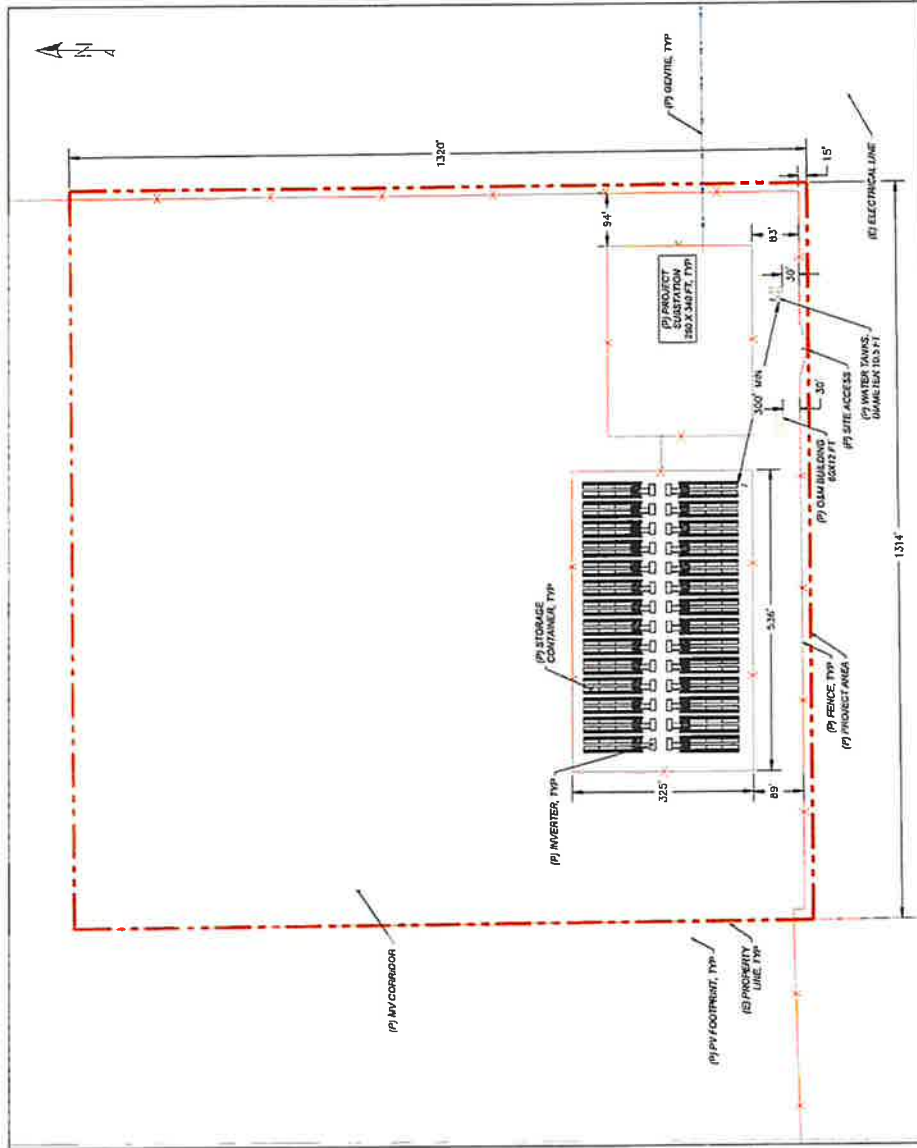 N
1320'
(P) GENTIE, TYP
94'
(P) PROJECT
SUBSTATION
260 X 340 FT, TYP
83'
15'
30'
(E) ELECTRICAL LINE
300' MIN
(P) WATER TANKS,
DIAMETER 10.5 FT
(P) SITE ACCESS
30'
(P) O&M BUILDING
60X12 FT
(P) STORAGE
CONTAINER, TYP
536'
1314'
(P) INVERTER, TYP
325'
89'
(P) FENCE, TYP
(P) PROJECT AREA
(P) MV CORRIDOR
(P) PV FOOTPRINT, TYP
(E) PROPERTY
LINE, TYP